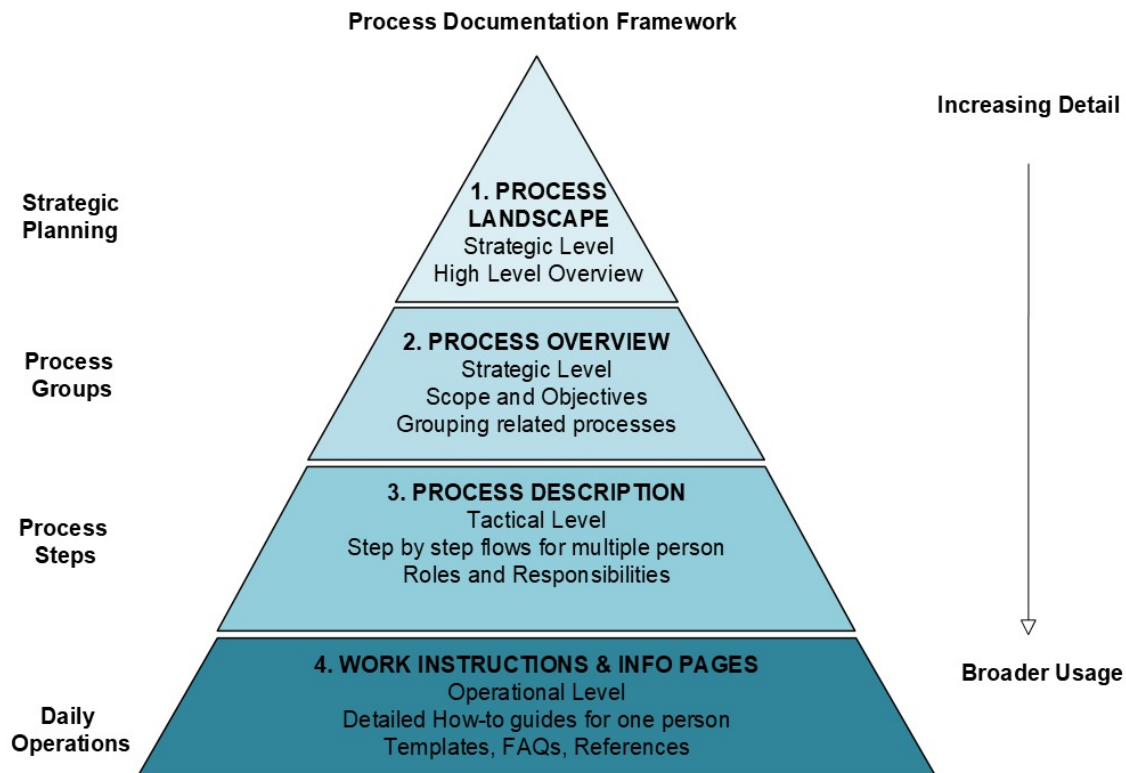 Process Documentation Framework
Increasing Detail
Strategic
Planning
1. PROCESS
LANDSCAPE
Strategic Level
High Level Overview
Process
Groups
2. PROCESS OVERVIEW
Strategic Level
Scope and Objectives
Grouping related processes
Process
Steps
3. PROCESS DESCRIPTION
Tactical Level
Step by step flows for multiple person
Roles and Responsibilities
Broader Usage
Daily
Operations
4. WORK INSTRUCTIONS & INFO PAGES
Operational Level
Detailed How-to guides for one person
Templates, FAQs, References